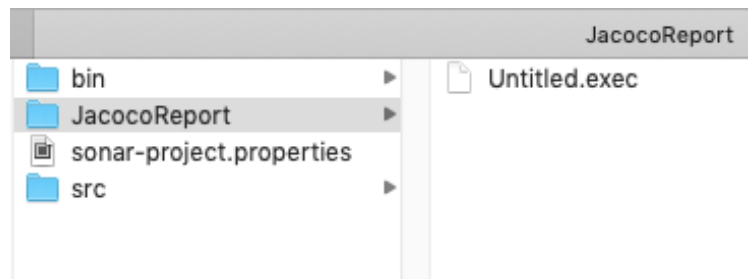 JacocoReport
bin
JacocoReport
sonar-project.properties
src
Untitled.exec